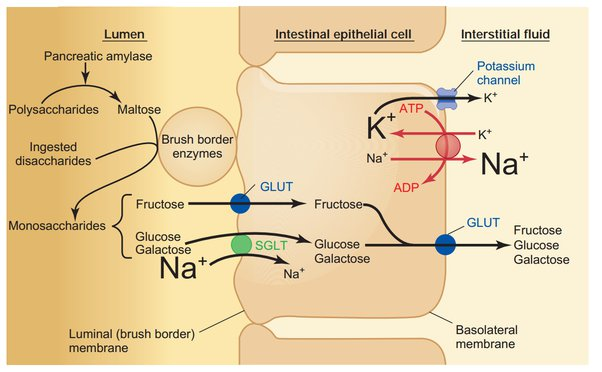 Lumen
Intestinal epithelial cell
Interstitial fluid
Pancreatic amylase
Polysaccharides
Maltose
Ingested
disaccharides
Brush border
enzymes
Monosaccharides
Fructose
GLUT
Fructose
Glucose
Galactose
SGLT
Glucose
Galactose
Na+
Na+
Potassium
channel
K+
ATP
K+
K+
Na+
Na+
ADP
GLUT
Fructose
Glucose
Galactose
Luminal (brush border)
membrane
Basolateral
membrane